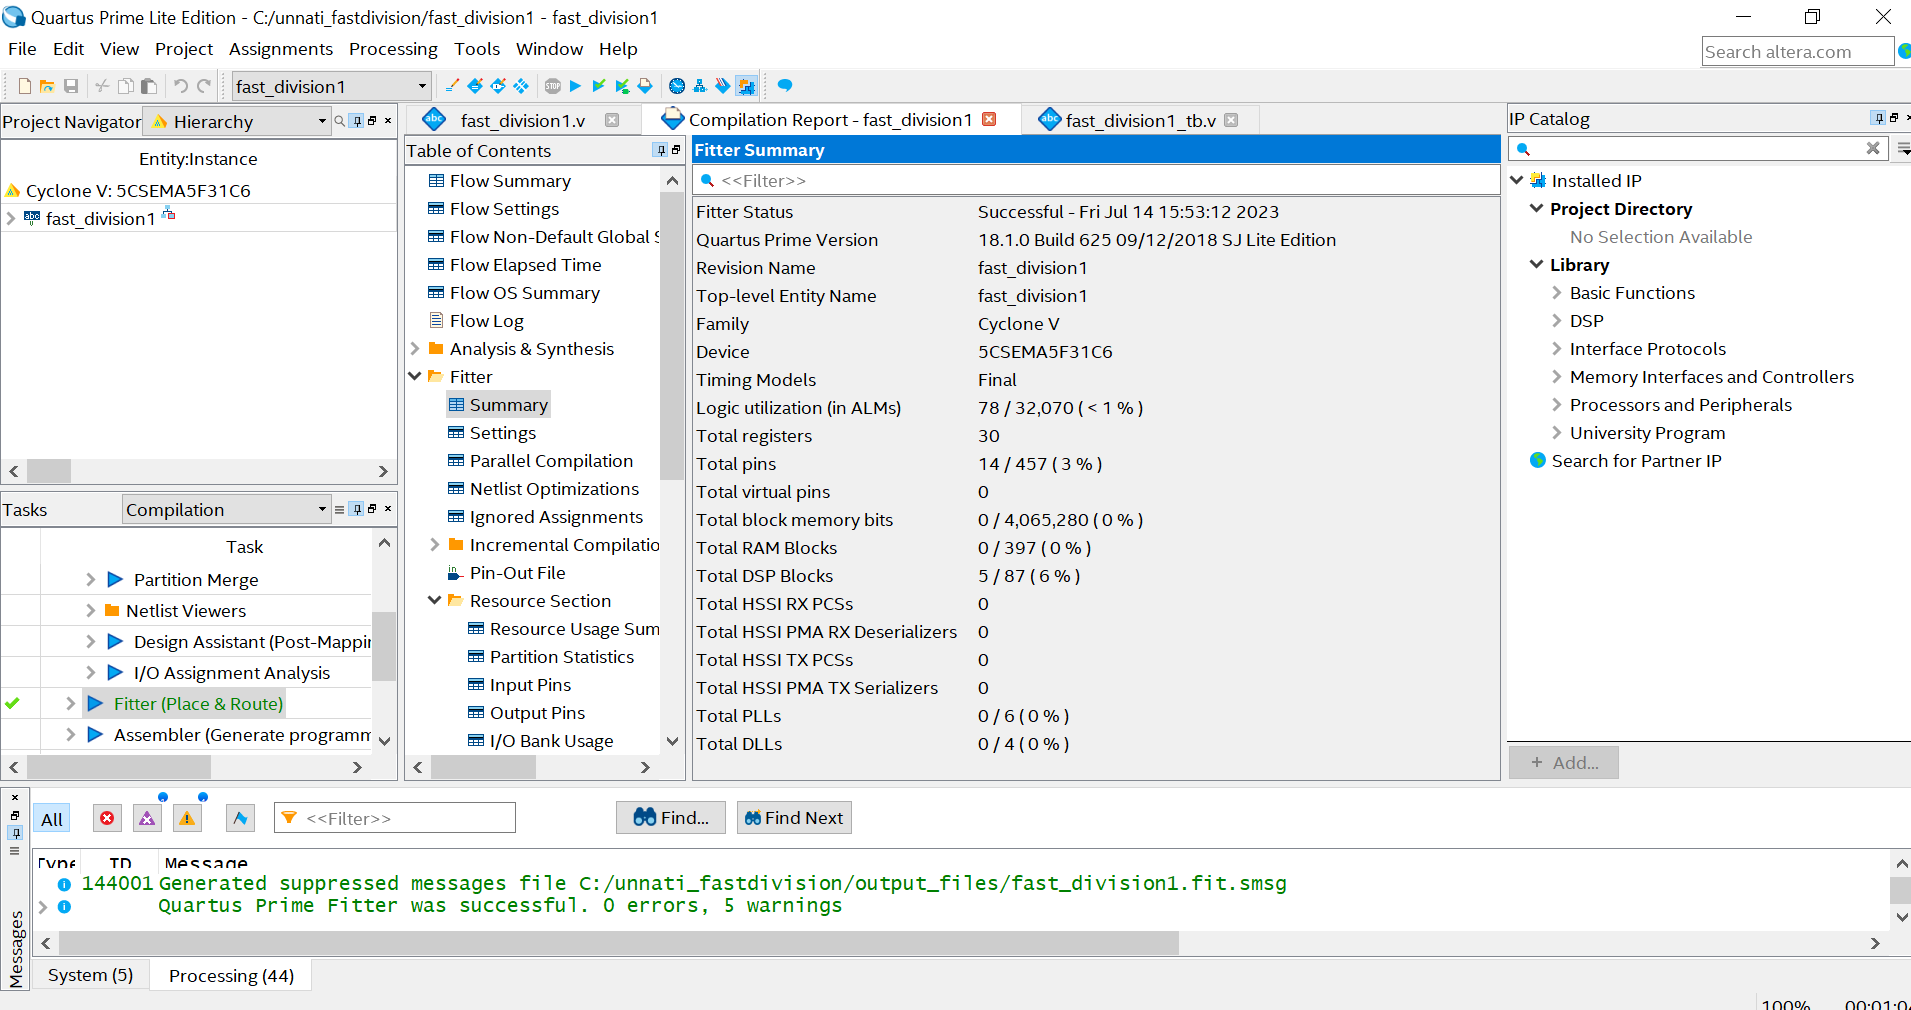 Quartus Prime Lite Edition - C:/unnati_fastdivision/fast_division1 - fast_division1
File Edit View Project Assignments Processing Tools Window Help
Search altera.com
fast_division1
STOP
Project Navigator Hierarchy
Entity:Instance
Cyclone V: 5CSEMA5F31C6
fast_division1
Tasks Compilation
Task
Partition Merge
Netlist Viewers
Design Assistant (Post-Mappin
I/O Assignment Analysis
Fitter (Place & Route)
Assembler (Generate programm
fast_division1.v
Compilation Report - fast_division1
fast_division1_tb.v
Table of Contents
Flow Summary
Flow Settings
Flow Non-Default Global S
Flow Elapsed Time
Flow OS Summary
Flow Log
Analysis & Synthesis
Fitter
Summary
Settings
Parallel Compilation
Netlist Optimizations
Ignored Assignments
Incremental Compilatio
Pin-Out File
Resource Section
Resource Usage Sum
Partition Statistics
Input Pins
Output Pins
I/O Bank Usage
Fitter Summary
<<Filter>>
Fitter Status Successful - Fri Jul 14 15:53:12 2023
Quartus Prime Version 18.1.0 Build 625 09/12/2018 SJ Lite Edition
Revision Name fast_division1
Top-level Entity Name fast_division1
Family Cyclone V
Device 5CSEMA5F31C6
Timing Models Final
Logic utilization (in ALMs) 78 / 32,070 ( < 1 % )
Total registers 30
Total pins 14 / 457 ( 3 % )
Total virtual pins 0
Total block memory bits 0 / 4,065,280 ( 0 % )
Total RAM Blocks 0 / 397 ( 0 % )
Total DSP Blocks 5 / 87 ( 6 % )
Total HSSI RX PCSs 0
Total HSSI PMA RX Deserializers 0
Total HSSI TX PCSs 0
Total HSSI PMA TX Serializers 0
Total PLLs 0 / 6 ( 0 % )
Total DLLs 0 / 4 ( 0 % )
IP Catalog
Installed IP
Project Directory
No Selection Available
Library
Basic Functions
DSP
Interface Protocols
Memory Interfaces and Controllers
Processors and Peripherals
University Program
Search for Partner IP
+ Add...
All
<<Filter>>
Find...
Find Next
Type ID Message
144001 Generated suppressed messages file C:/unnati_fastdivision/output_files/fast_division1.fit.smsg
Quartus Prime Fitter was successful. 0 errors, 5 warnings
Messages
System (5) Processing (44)
100% 00:01:0